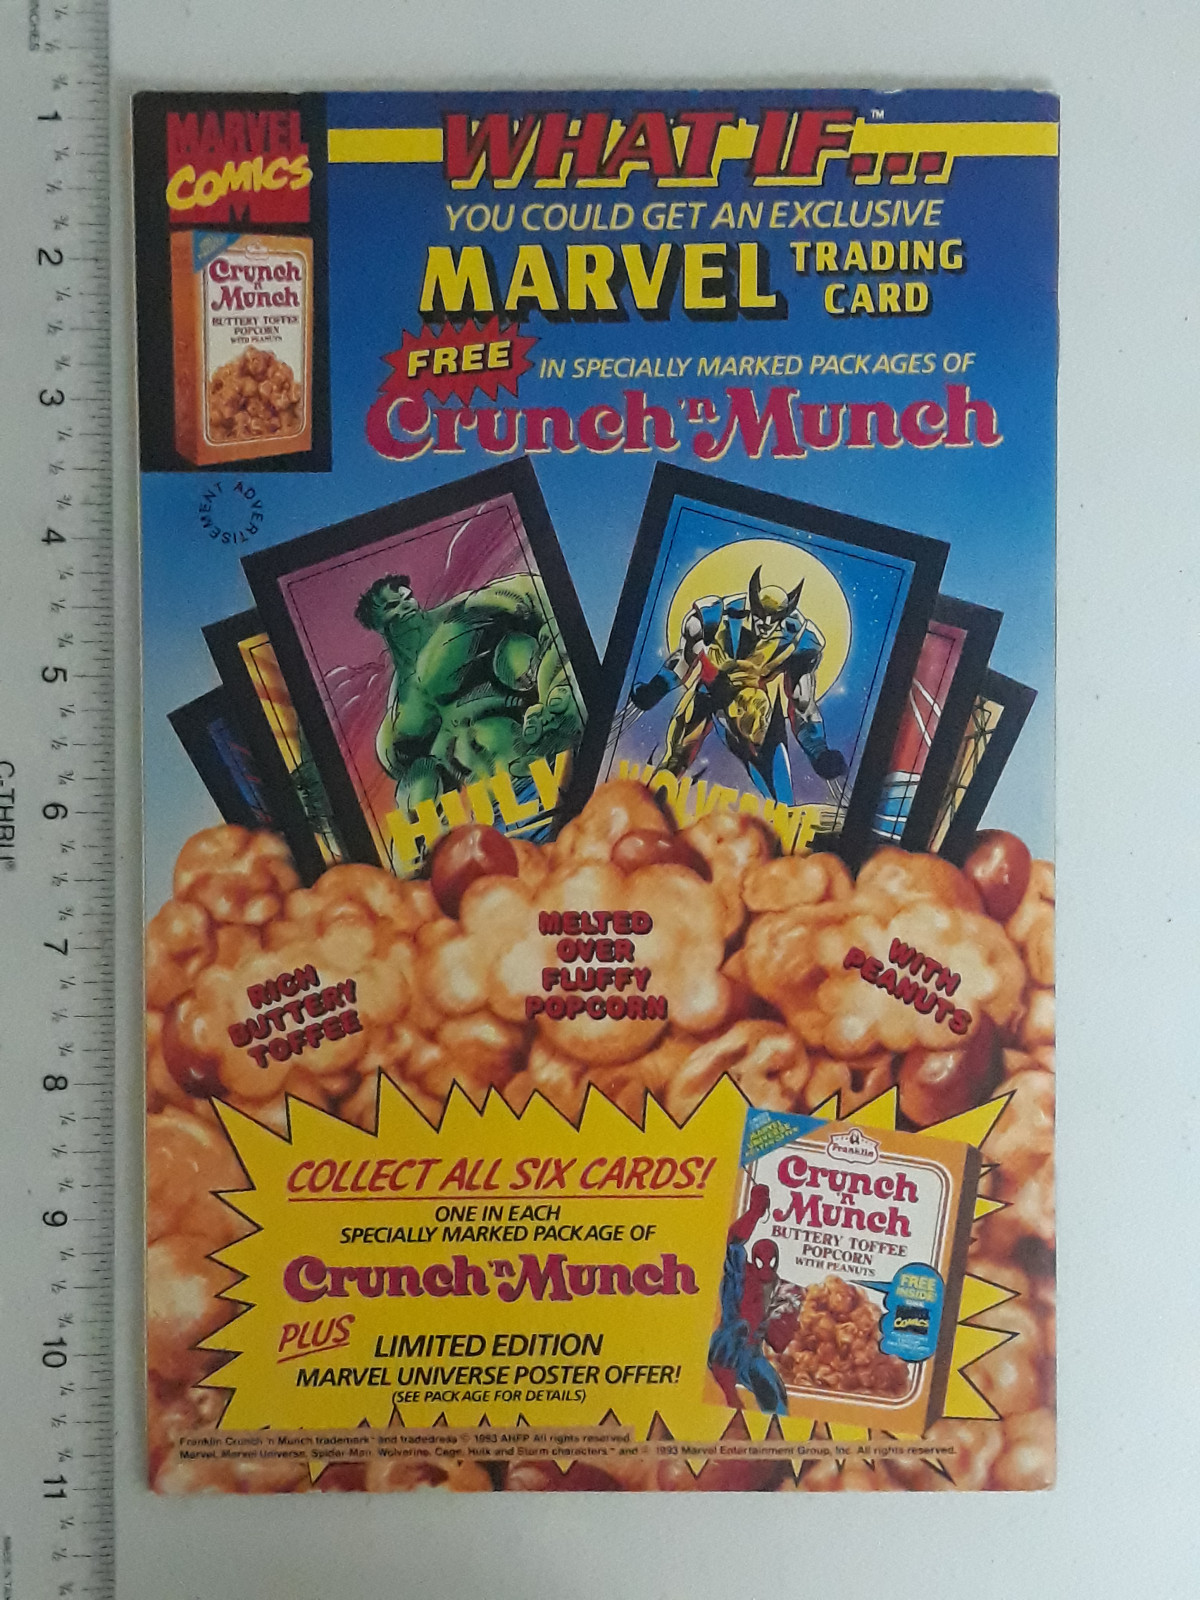 MARVEL
COMICS
WHAT IF...™
YOU COULD GET AN EXCLUSIVE
MARVEL TRADING CARD
FREE IN SPECIALLY MARKED PACKAGES OF
Crunch 'n Munch
Crunch
'n
Munch
BUTTERY TOFFEE
POPCORN
WITH PEANUTS
ADVERTISEMENT
HULK
WOLVERINE
RICH
BUTTERY
TOFFEE
MELTED
OVER
FLUFFY
POPCORN
WITH
PEANUTS
COLLECT ALL SIX CARDS!
ONE IN EACH
SPECIALLY MARKED PACKAGE OF
Crunch 'n Munch
PLUS LIMITED EDITION
MARVEL UNIVERSE POSTER OFFER!
(SEE PACKAGE FOR DETAILS)
Franklin
Crunch
'n
Munch
BUTTERY TOFFEE
POPCORN
WITH PEANUTS
FREE
INSIDE
COMICS
Franklin Crunch 'n Munch trademark and tradedress © 1993 AHFP All rights reserved.
Marvel, Marvel Universe, Spider-Man, Wolverine, Cage, Hulk and Storm characters ™ and © 1993 Marvel Entertainment Group, Inc. All rights reserved.
INCHES
1
2
3
4
5
6
7
8
9
10
11
C-THRU®